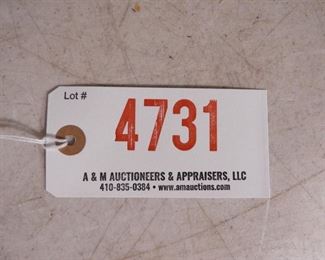 Lot #
4731
A & M AUCTIONEERS & APPRAISERS, LLC
410-835-0384 • www.amauctions.com